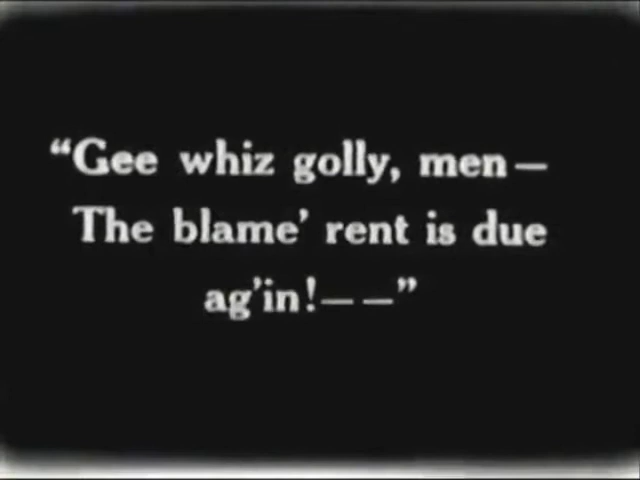 “Gee whiz golly, men—
The blame’ rent is due
ag’in!— —”